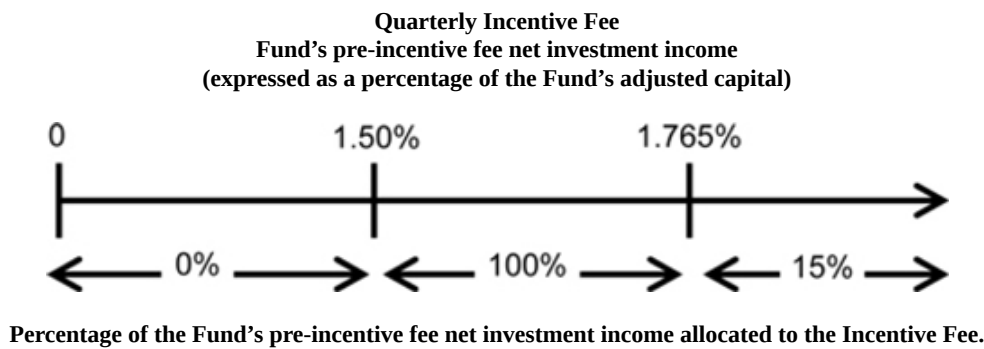 Quarterly Incentive Fee
Fund’s pre-incentive fee net investment income
(expressed as a percentage of the Fund’s adjusted capital)
0 1.50% 1.765%
0% 100% 15%
Percentage of the Fund’s pre-incentive fee net investment income allocated to the Incentive Fee.